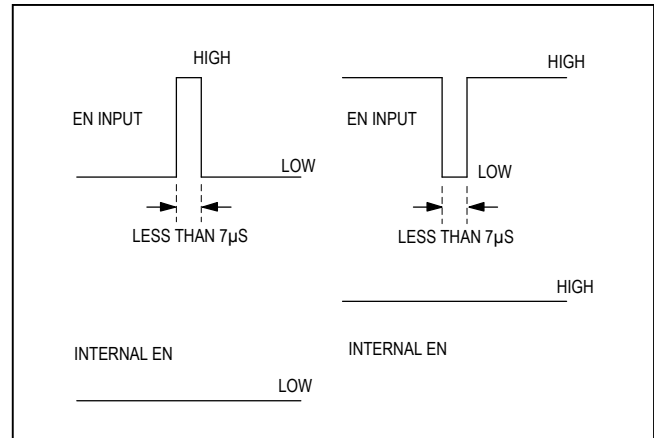 HIGH
EN INPUT
LOW
LESS THAN 7µS
INTERNAL EN
LOW
HIGH
EN INPUT
LOW
LESS THAN 7µS
HIGH
INTERNAL EN